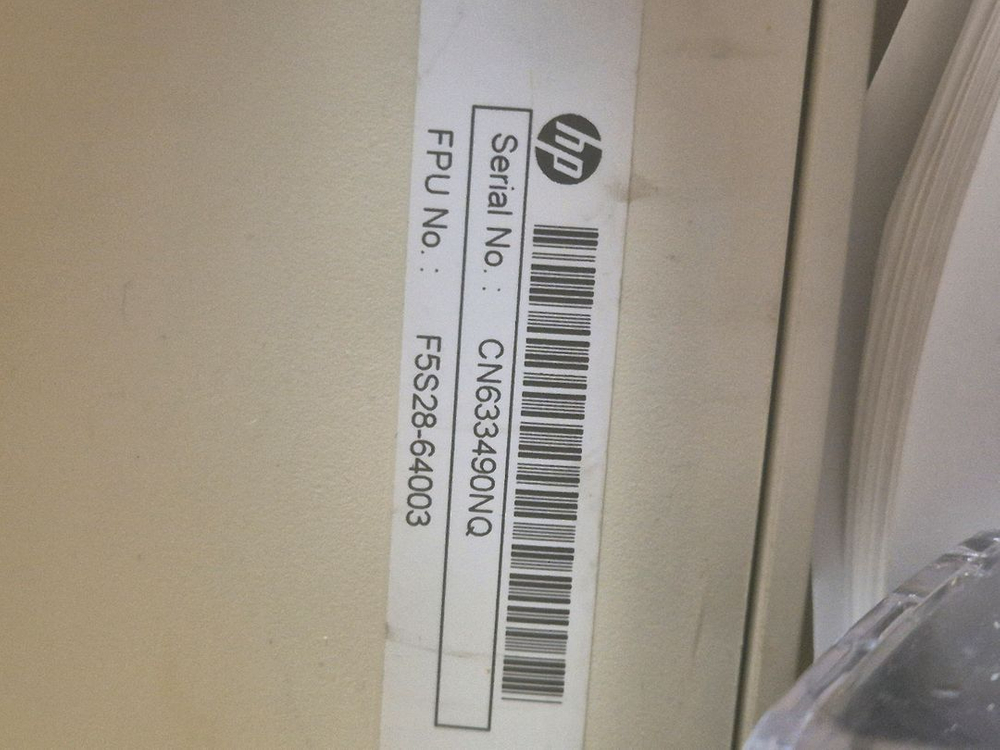 hp
Serial No. : CN633490NQ
FPU No. : F5S28-64003